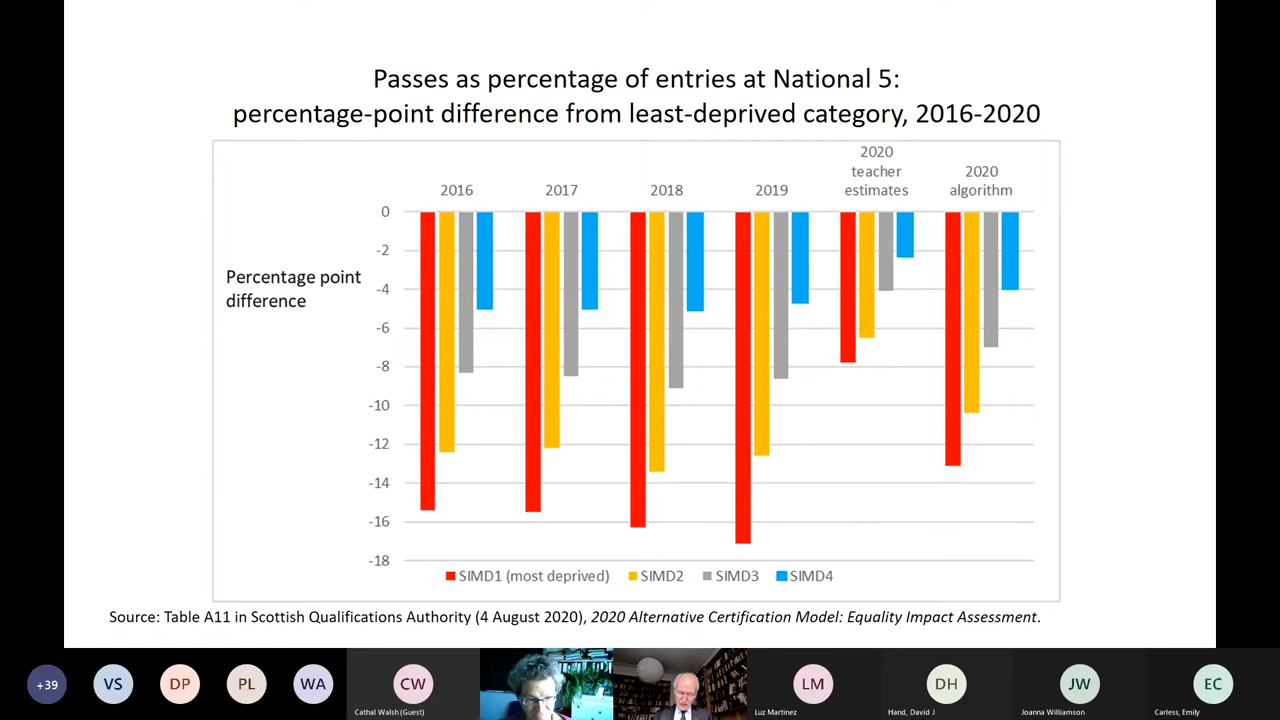 Passes as percentage of entries at National 5:
percentage-point difference from least-deprived category, 2016-2020
2016
2017
2018
2019
2020
teacher
estimates
2020
algorithm
Percentage point
difference
0
-2
-4
-6
-8
-10
-12
-14
-16
-18
SIMD1 (most deprived)
SIMD2
SIMD3
SIMD4
Source: Table A11 in Scottish Qualifications Authority (4 August 2020), 2020 Alternative Certification Model: Equality Impact Assessment.
+39
VS
DP
PL
WA
CW
Cathal Walsh (Guest)
LM
Luz Martinez
DH
Hand, David J
JW
Joanna Williamson
EC
Carless, Emily